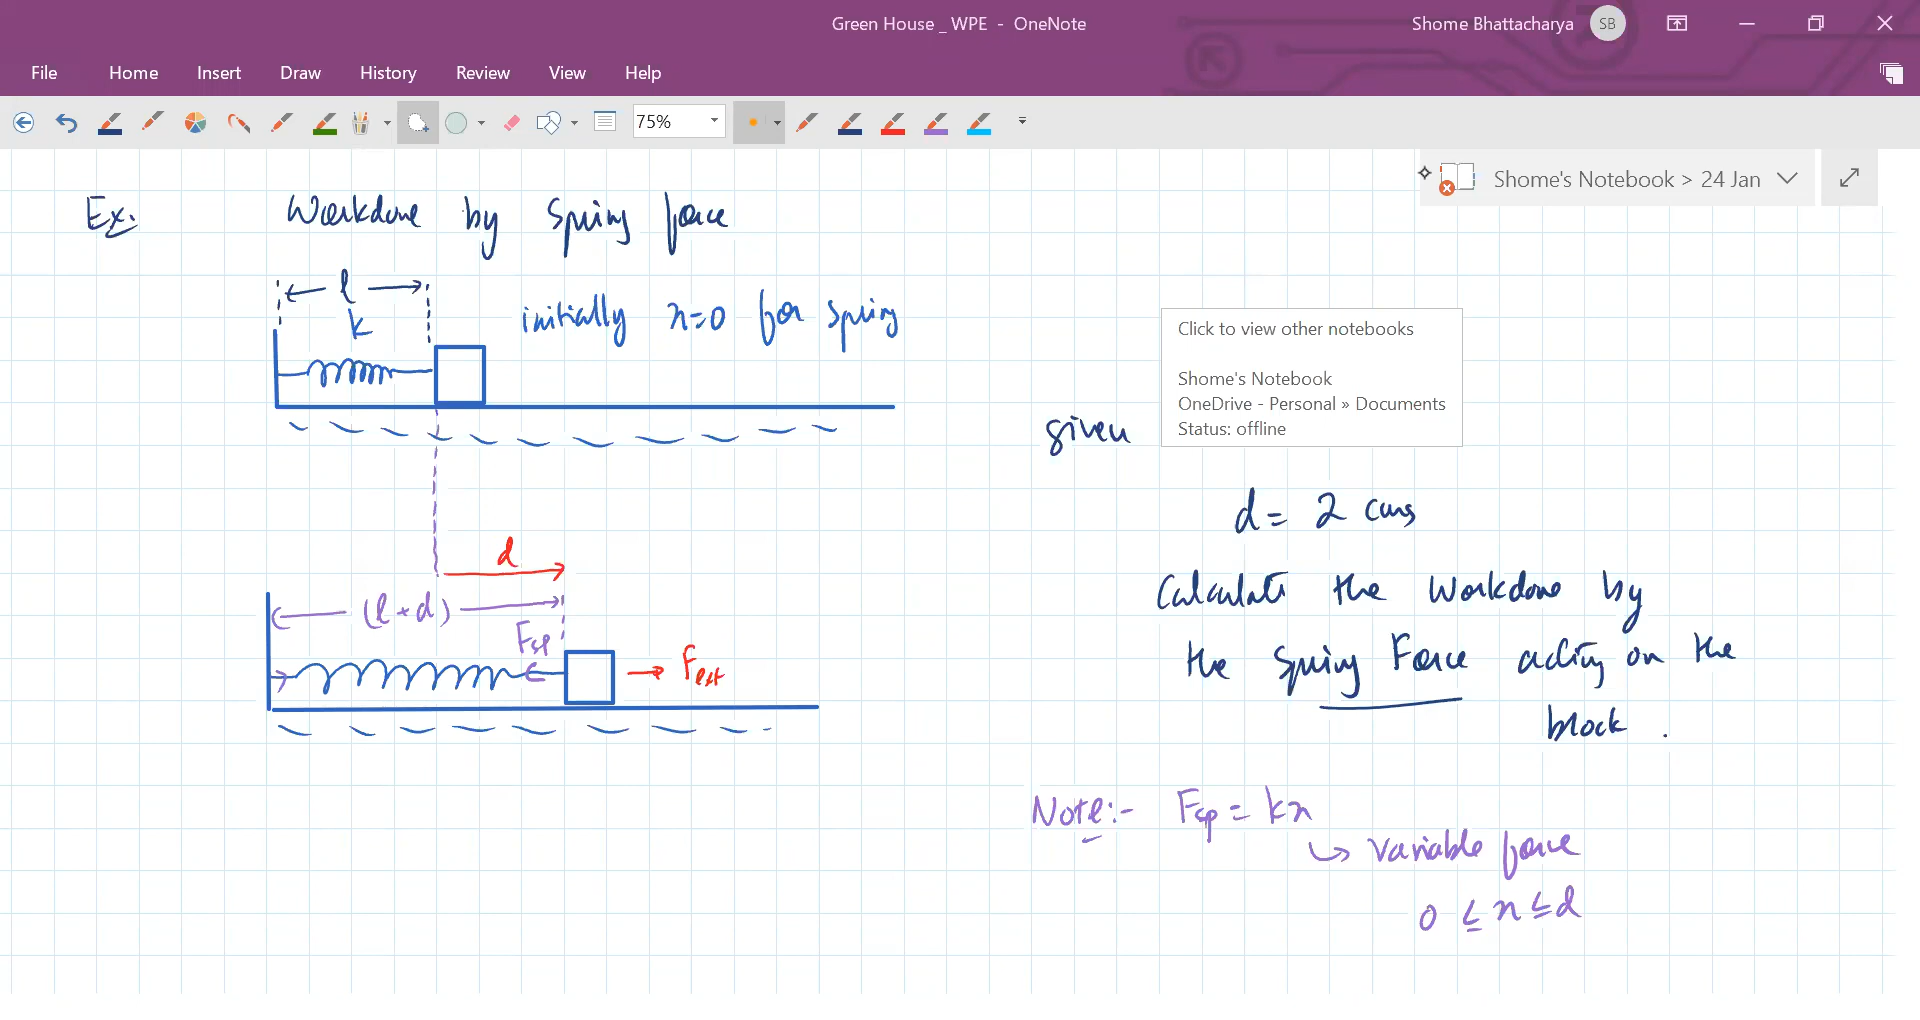 Green House _ WPE - OneNote
Shome Bhattacharya SB
File Home Insert Draw History Review View Help
75%
Shome's Notebook > 24 Jan
Ex. Workdone by Spring force
l
k
initially x=0 for spring
Click to view other notebooks
Shome's Notebook
OneDrive - Personal » Documents
Status: offline
given
d = 2 cms
d
(l+d)
Fsp
Fext
Calculate the Workdone by
the Spring Force acting on the
block.
Note:- Fsp = kx
↳ variable force
0 ≤ x ≤ d